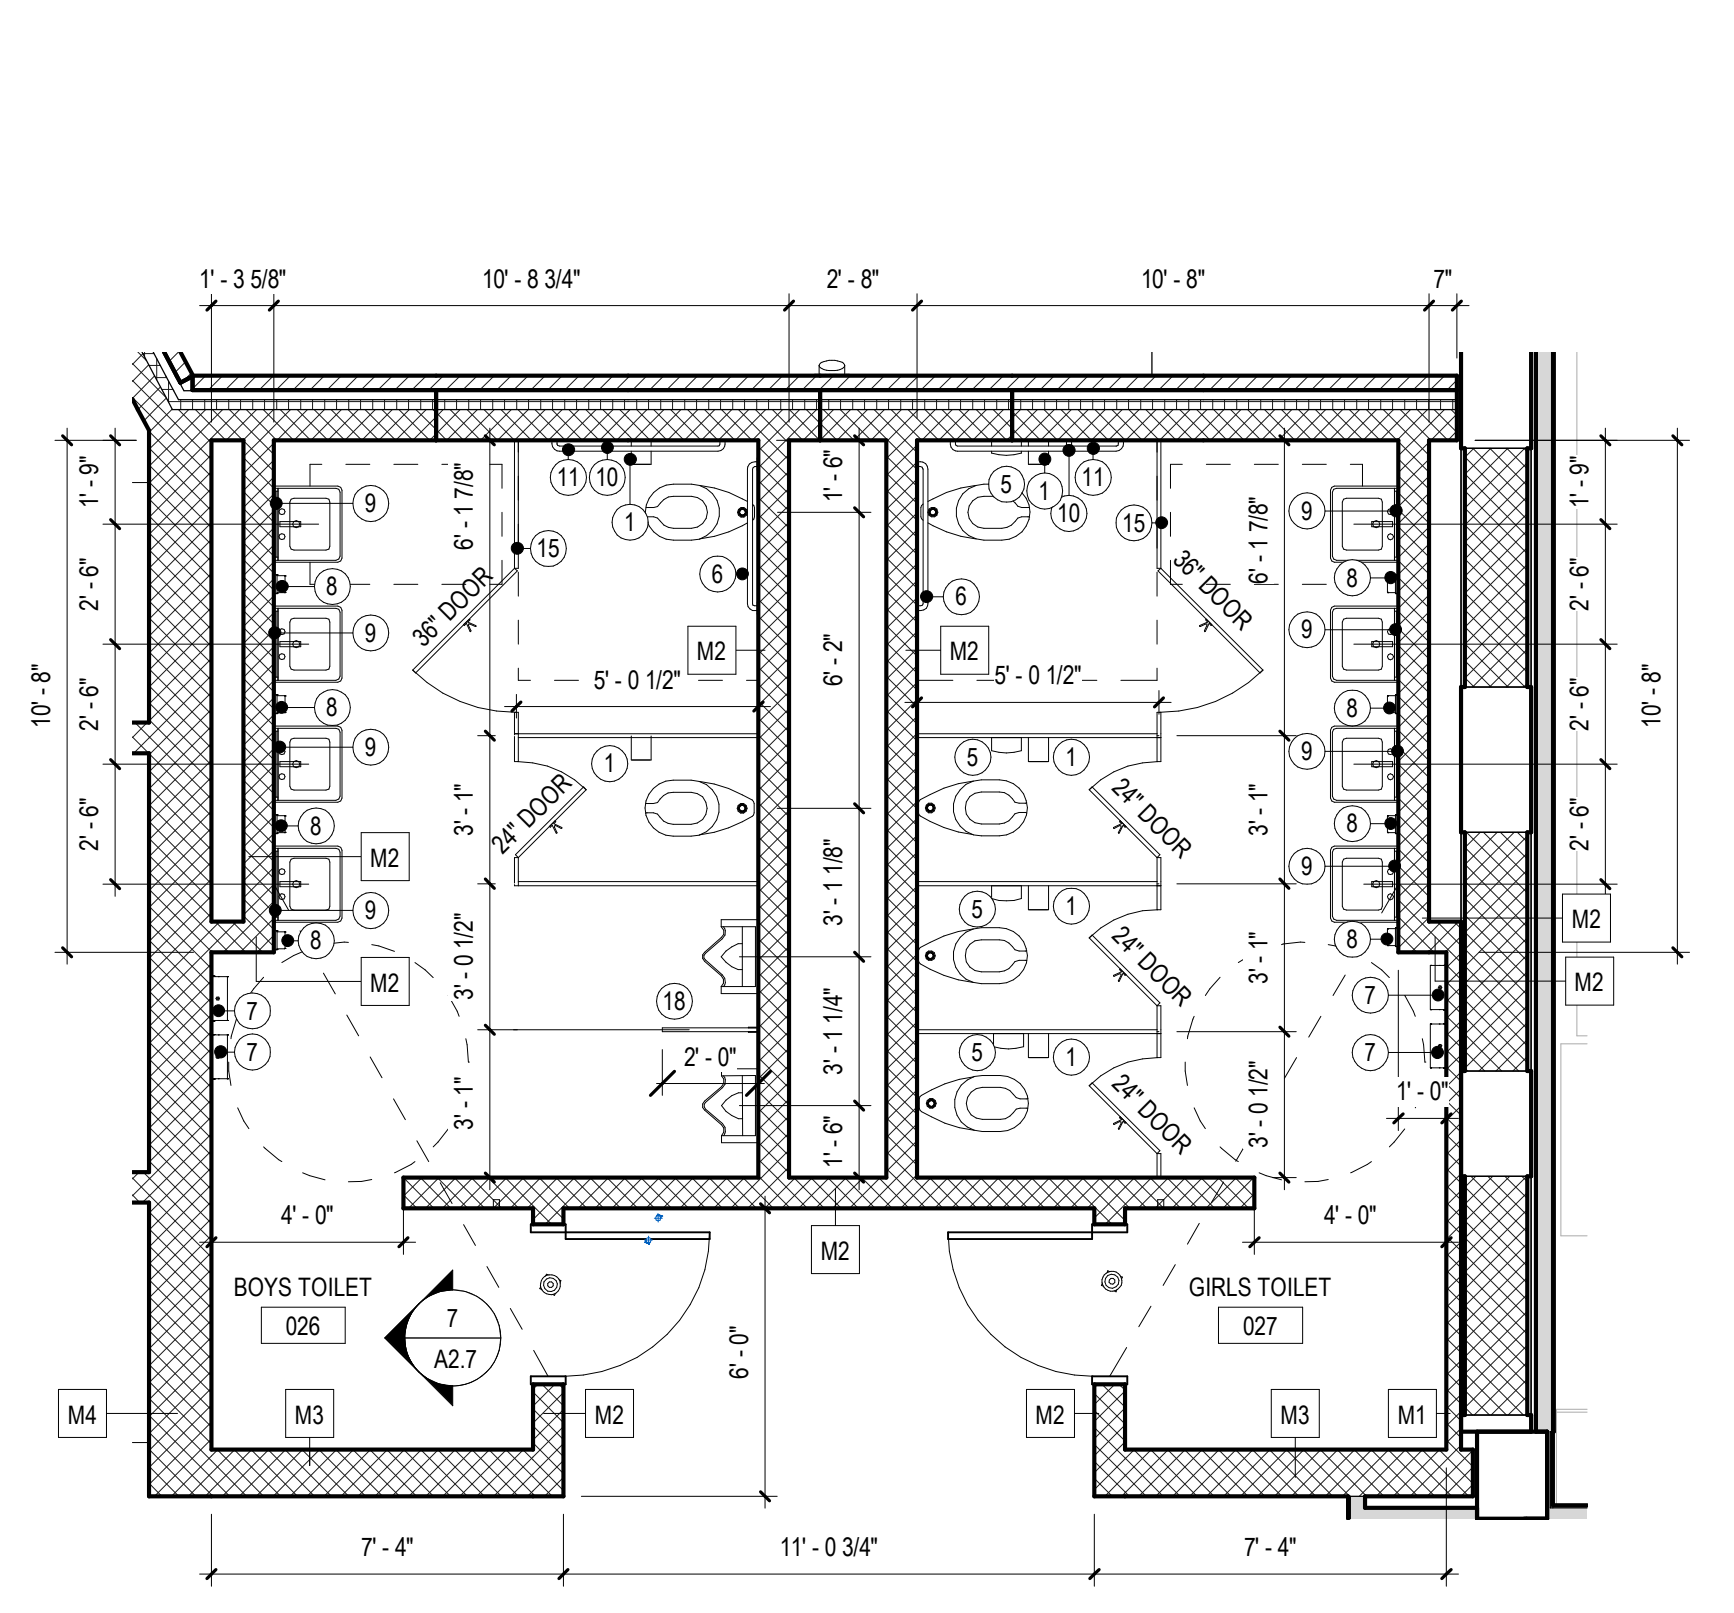 1' - 3 5/8" 10' - 8 3/4" 2' - 8" 10' - 8" 7"
10' - 8"
1' - 9"
2' - 6"
2' - 6"
2' - 6"
9
8
9
8
9
8
9
8
M2
M2
7
7
6' - 1 7/8"
3' - 1"
3' - 0 1/2"
3' - 1"
36" DOOR
24" DOOR
11 10 1
15
6
M2
5' - 0 1/2"
1
18
2' - 0"
1' - 6"
6' - 2"
3' - 1 1/8"
3' - 1 1/4"
1' - 6"
5 1 10 11
15
6
M2
5' - 0 1/2"
36" DOOR
5 1
24" DOOR
5 1
24" DOOR
5 1
24" DOOR
6' - 1 7/8"
3' - 1"
3' - 1"
3' - 0 1/2"
9
8
9
8
9
8
9
8
7
7
1' - 0"
1' - 9"
2' - 6"
2' - 6"
2' - 6"
10' - 8"
M2
M2
4' - 0" 4' - 0"
M2
BOYS TOILET
026
7
A2.7
6' - 0"
GIRLS TOILET
027
M4 M3 M2 M2 M3 M1
7' - 4" 11' - 0 3/4" 7' - 4"